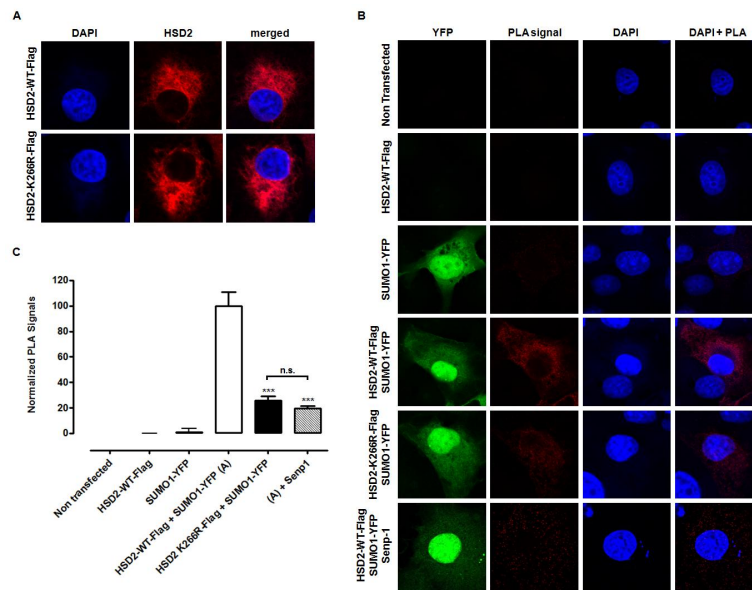 A
DAPI HSD2 merged
HSD2-WT-Flag
HSD2-K266R-Flag
B
YFP PLA signal DAPI DAPI + PLA
Non Transfected
HSD2-WT-Flag
SUMO1-YFP
HSD2-WT-Flag
SUMO1-YFP
HSD2-K266R-Flag
SUMO1-YFP
HSD2-WT-Flag
SUMO1-YFP
Senp-1
C
Normalized PLA Signals
120
100
80
60
40
20
0
n.s.
***
***
Non transfected
HSD2-WT-Flag
SUMO1-YFP
HSD2-WT-Flag + SUMO1-YFP (A)
HSD2 K266R-Flag + SUMO1-YFP
(A) + Senp1